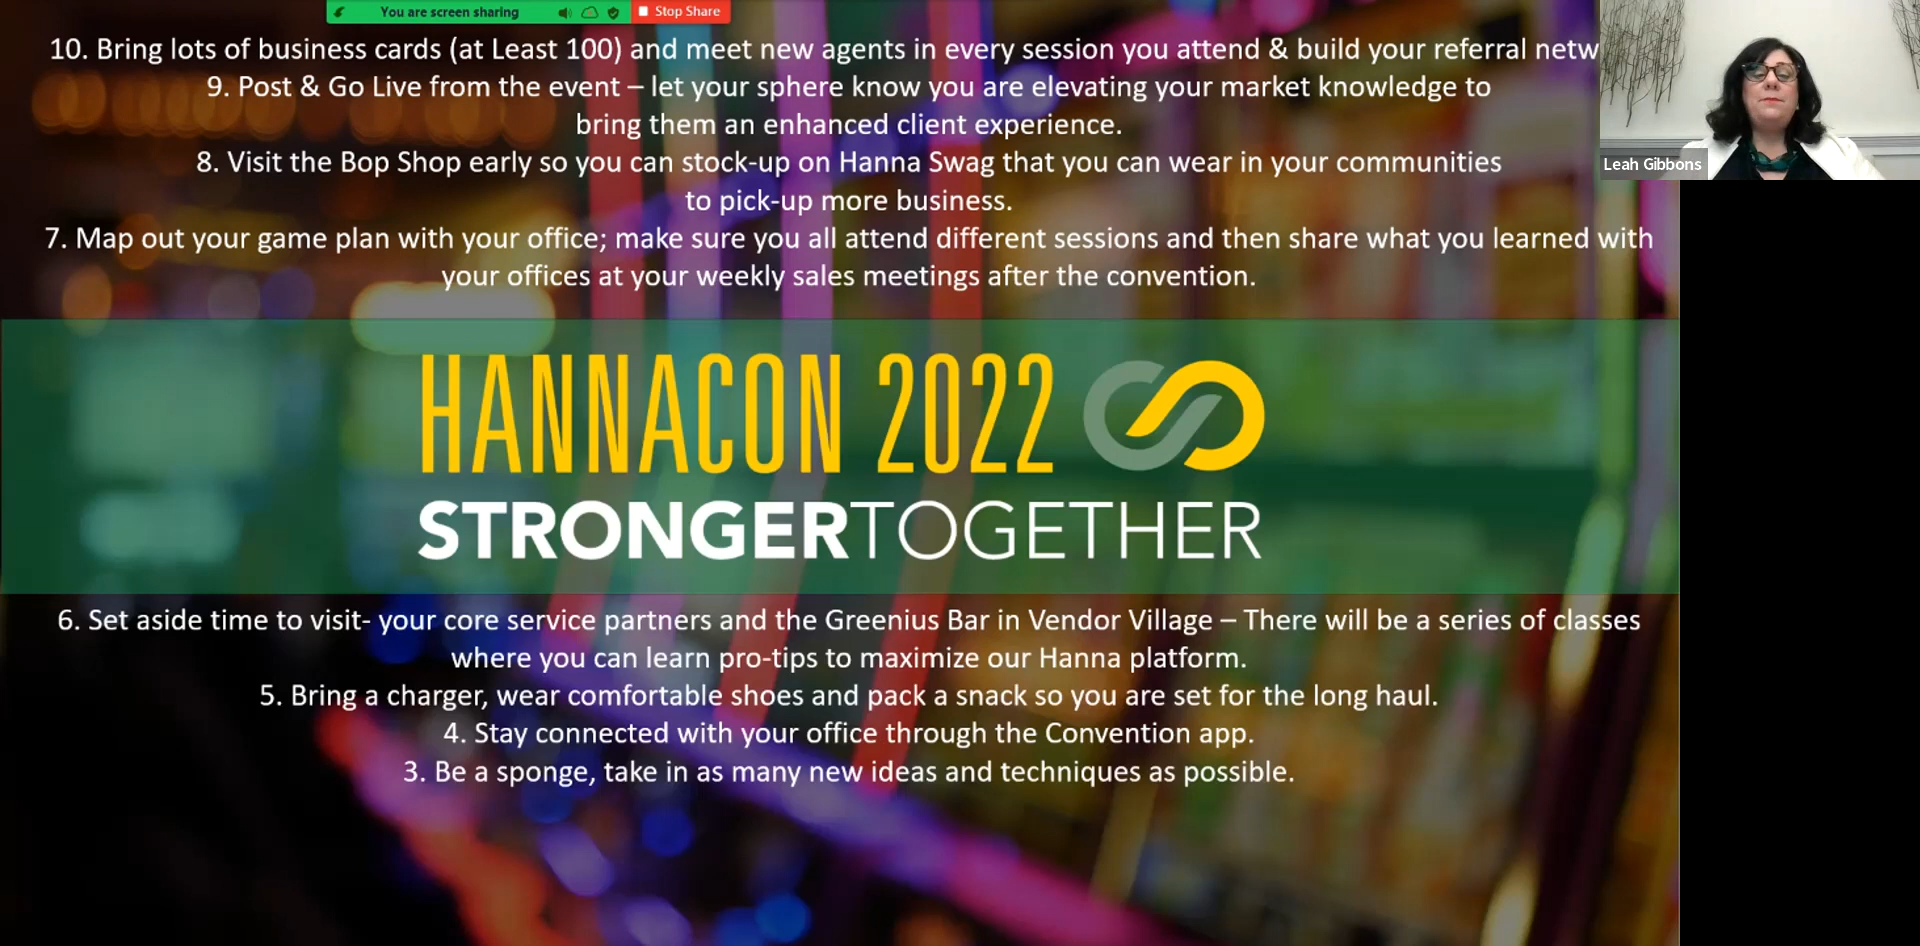 You are screen sharing Stop Share
10. Bring lots of business cards (at Least 100) and meet new agents in every session you attend & build your referral netw
9. Post & Go Live from the event – let your sphere know you are elevating your market knowledge to
bring them an enhanced client experience.
8. Visit the Bop Shop early so you can stock-up on Hanna Swag that you can wear in your communities
Leah Gibbons
to pick-up more business.
7. Map out your game plan with your office; make sure you all attend different sessions and then share what you learned with
your offices at your weekly sales meetings after the convention.
HANNACON 2022
STRONGERTOGETHER
6. Set aside time to visit- your core service partners and the Greenius Bar in Vendor Village – There will be a series of classes
where you can learn pro-tips to maximize our Hanna platform.
5. Bring a charger, wear comfortable shoes and pack a snack so you are set for the long haul.
4. Stay connected with your office through the Convention app.
3. Be a sponge, take in as many new ideas and techniques as possible.